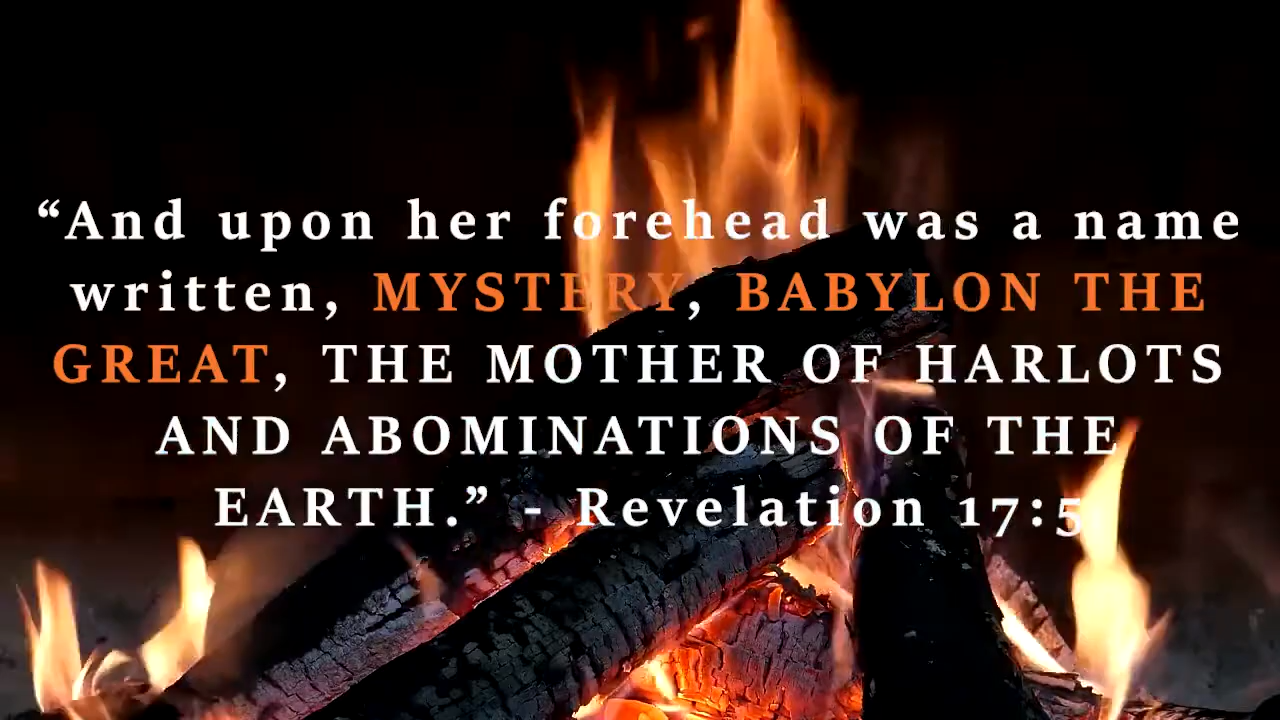 “And upon her forehead was a name
written, MYSTERY, BABYLON THE
GREAT, THE MOTHER OF HARLOTS
AND ABOMINATIONS OF THE
EARTH.” - Revelation 17:5